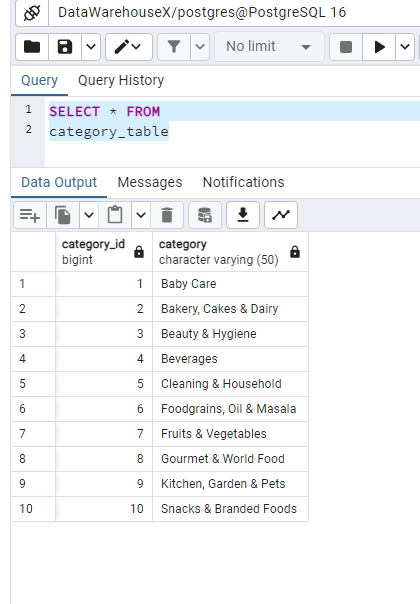 DataWarehouseX/postgres@PostgreSQL 16
No limit
Query Query History
1 SELECT * FROM
2 category_table
Data Output Messages Notifications
category_id category
bigint character varying (50)
1 1 Baby Care
2 2 Bakery, Cakes & Dairy
3 3 Beauty & Hygiene
4 4 Beverages
5 5 Cleaning & Household
6 6 Foodgrains, Oil & Masala
7 7 Fruits & Vegetables
8 8 Gourmet & World Food
9 9 Kitchen, Garden & Pets
10 10 Snacks & Branded Foods